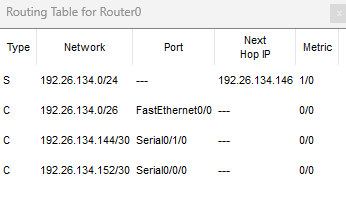 Routing Table for Router0
x
Type Network Port Next Hop IP Metric
S 192.26.134.0/24 --- 192.26.134.146 1/0
C 192.26.134.0/26 FastEthernet0/0 --- 0/0
C 192.26.134.144/30 Serial0/1/0 --- 0/0
C 192.26.134.152/30 Serial0/0/0 --- 0/0